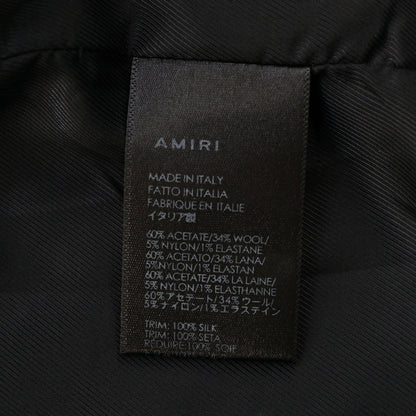 AMIRI
MADE IN ITALY
FATTO IN ITALIA
FABRIQUE EN ITALIE
イタリア製
60% ACETATE/34% WOOL/
5% NYLON/1% ELASTANE
60% ACETATO/34% LANA/
5% NYLON/1% ELASTAN
60% ACETATE/34% LAINE/
5% NYLON/1% ELASTHANNE
60%アセテート/34%ウール/
5%ナイロン/1%エラステイン
TRIM: 100% SILK
TRIM: 100% SETA
REDUIRE:100% SOIE